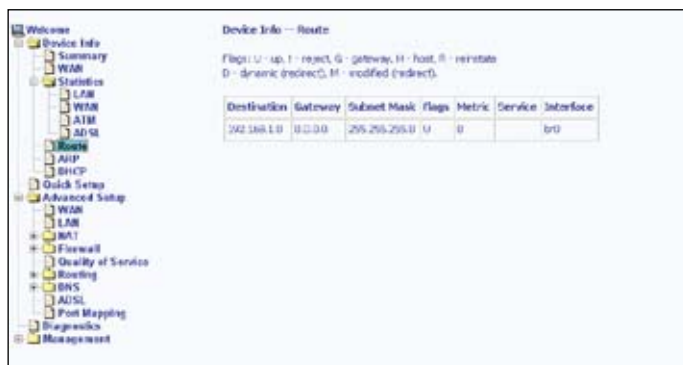 Welcome
Device Info
Summary
WAN
Statistics
LAN
WAN
ATM
ADSL
Route
ARP
DHCP
Quick Setup
Advanced Setup
WAN
LAN
NAT
Firewall
Quality of Service
Routing
DNS
ADSL
Port Mapping
Diagnostics
Management
Device Info -- Route
Flags: U - up, ! - reject, G - gateway, H - host, R - reinstate
D - dynamic (redirect), M - modified (redirect).
Destination Gateway Subnet Mask Flags Metric Service Interface
192.168.1.0 0.0.0.0 255.255.255.0 U 0 br0